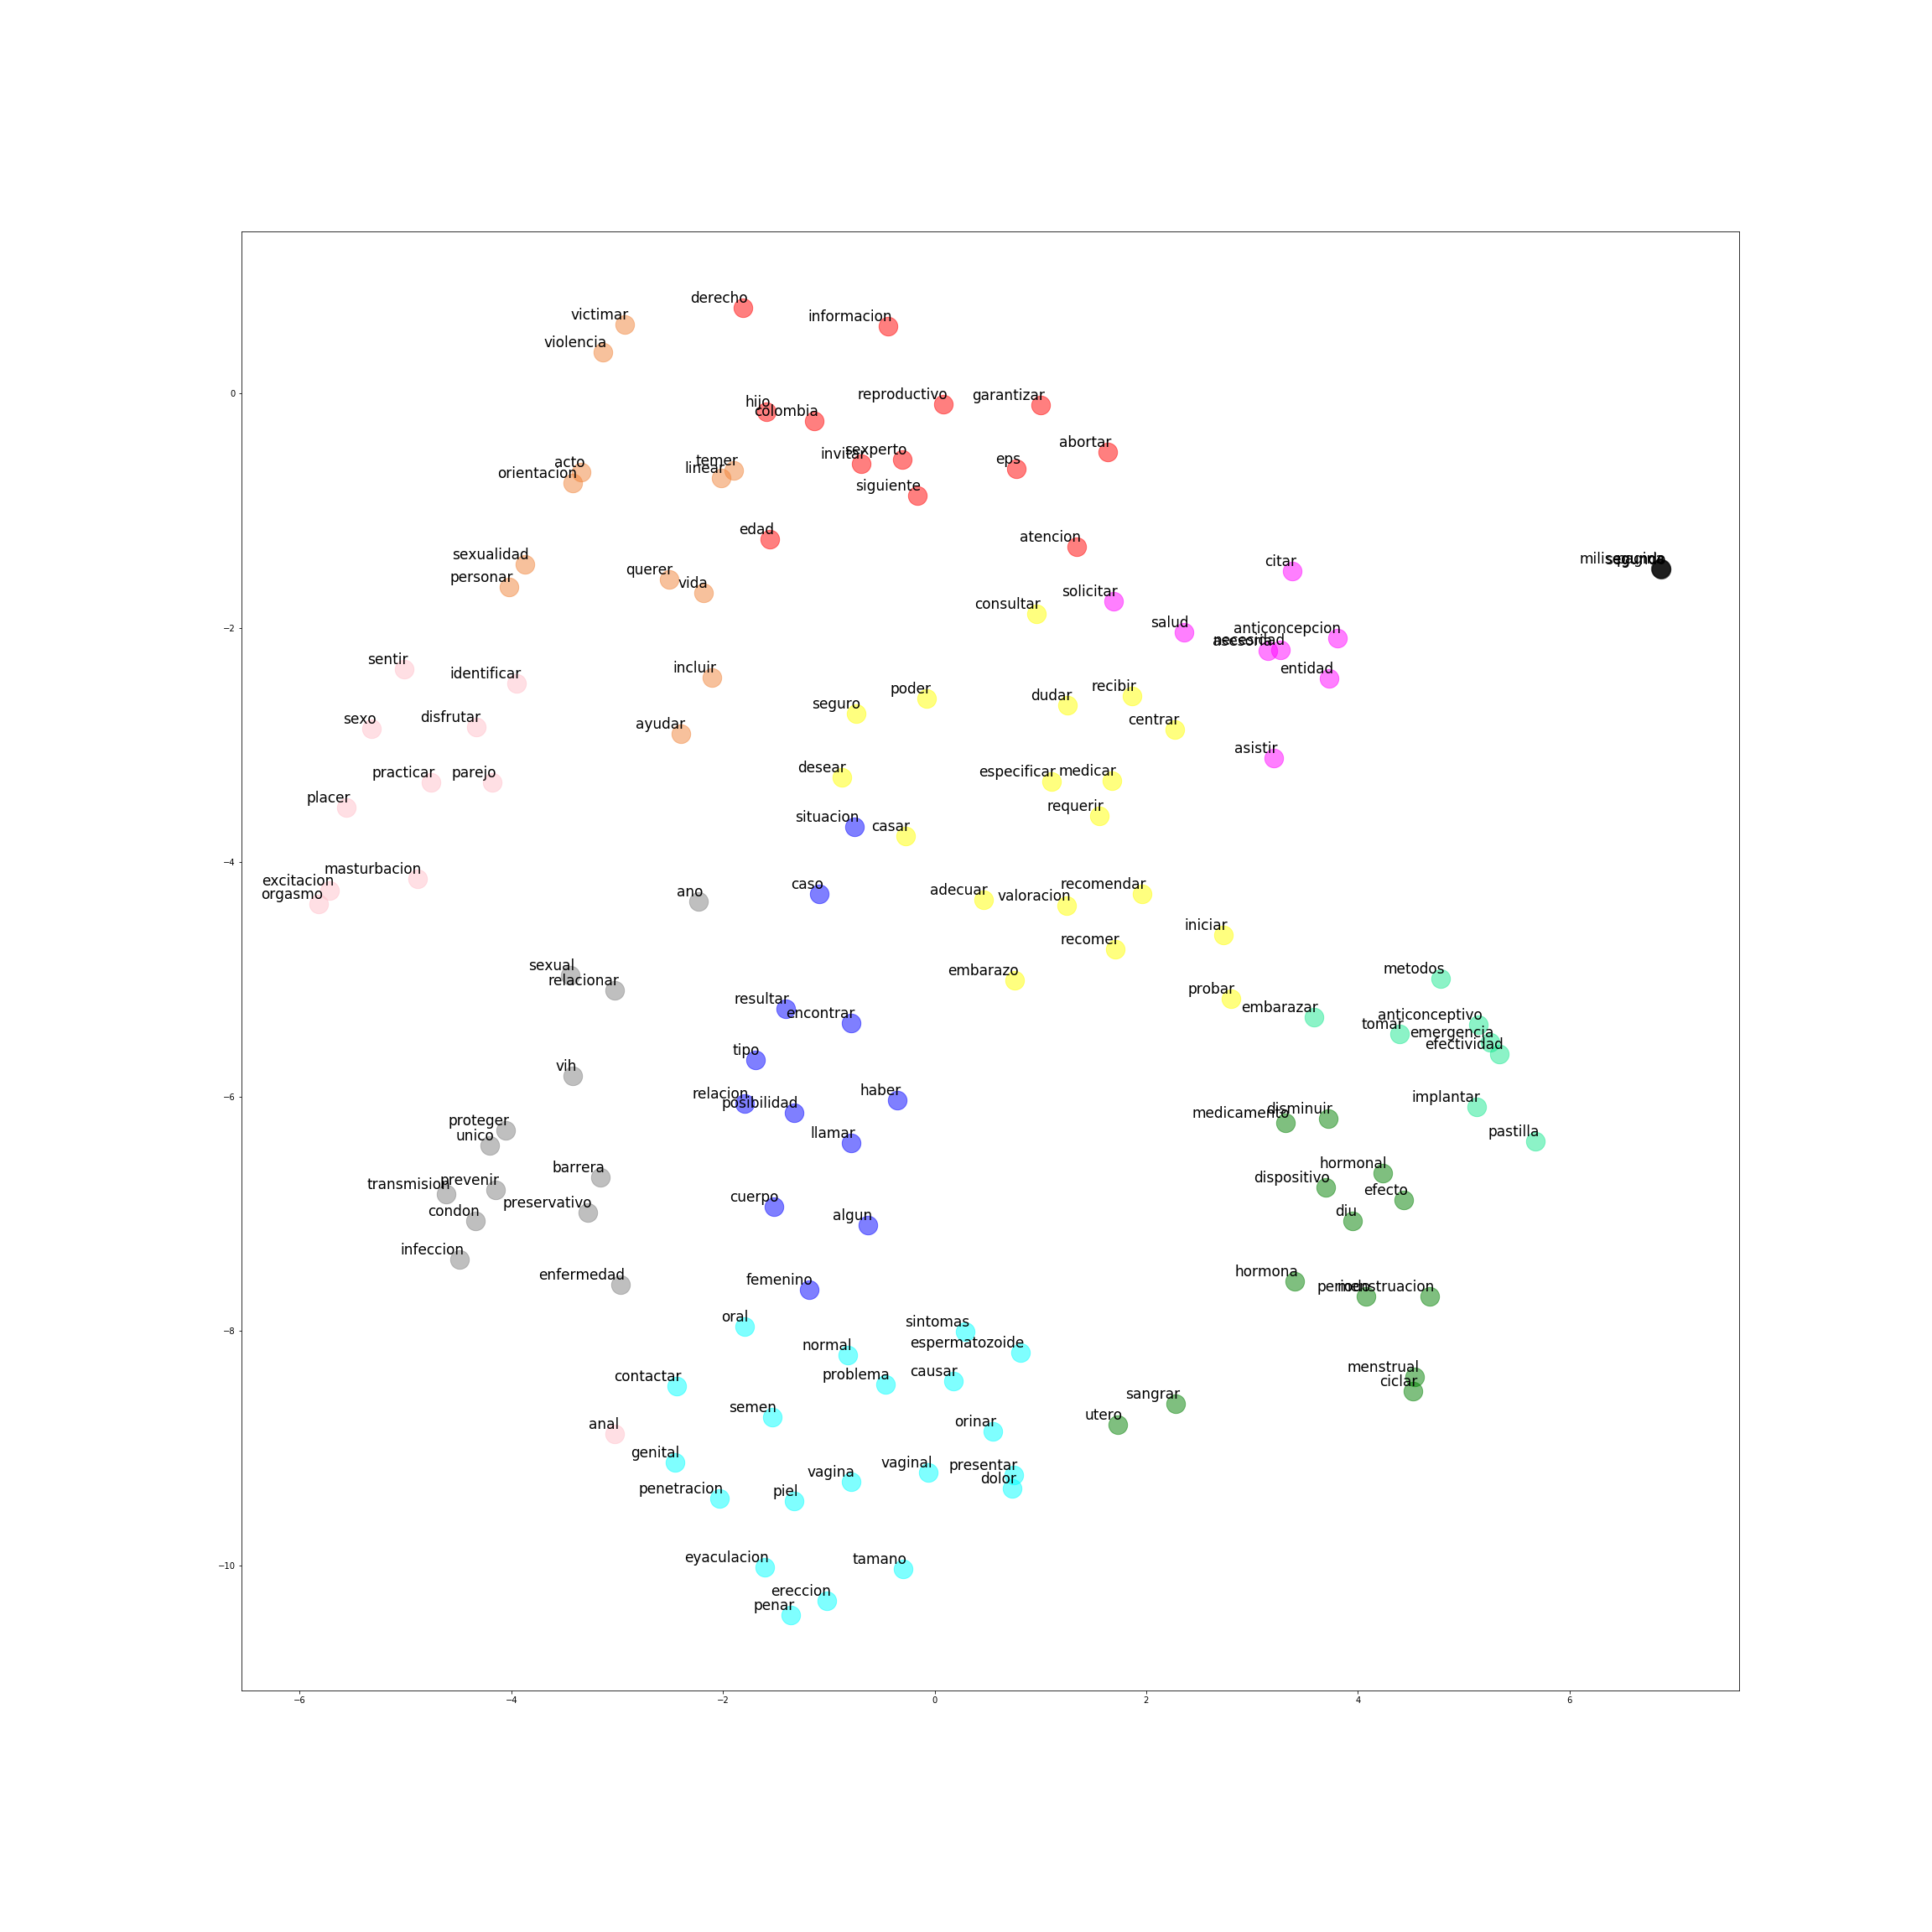 derecho
victimar
informacion
violencia
reproductivo
garantizar
0
hijo
colombia
abortar
invitar
sexperto
eps
acto
temer
linear
orientacion
siguiente
edad
atencion
sexualidad
citar
segundo
querer
personar
vida
solicitar
consultar
salud
−2
anticoncepcion
necesidad
asesoria
sentir
incluir
entidad
identificar
recibir
poder
dudar
seguro
sexo
disfrutar
centrar
ayudar
asistir
desear
practicar
parejo
especificar
medicar
placer
requerir
situacion
casar
−4
masturbacion
excitacion
caso
recomendar
orgasmo
ano
adecuar
valoracion
iniciar
recomer
sexual
metodos
embarazo
relacionar
probar
resultar
embarazar
encontrar
anticonceptivo
tomar
emergencia
efectividad
tipo
vih
haber
−6
relacion
posibilidad
implantar
disminuir
medicamento
proteger
llamar
pastilla
unico
hormonal
barrera
dispositivo
prevenir
transmision
efecto
cuerpo
preservativo
condon
diu
algun
infeccion
hormona
enfermedad
femenino
periodo
menstruacion
oral
sintomas
−8
normal
espermatozoide
menstrual
causar
problema
contactar
ciclar
sangrar
semen
utero
anal
orinar
genital
vaginal
presentar
vagina
dolor
penetracion
piel
eyaculacion
tamano
−10
ereccion
penar
−6 −4 −2 0 2 4 6